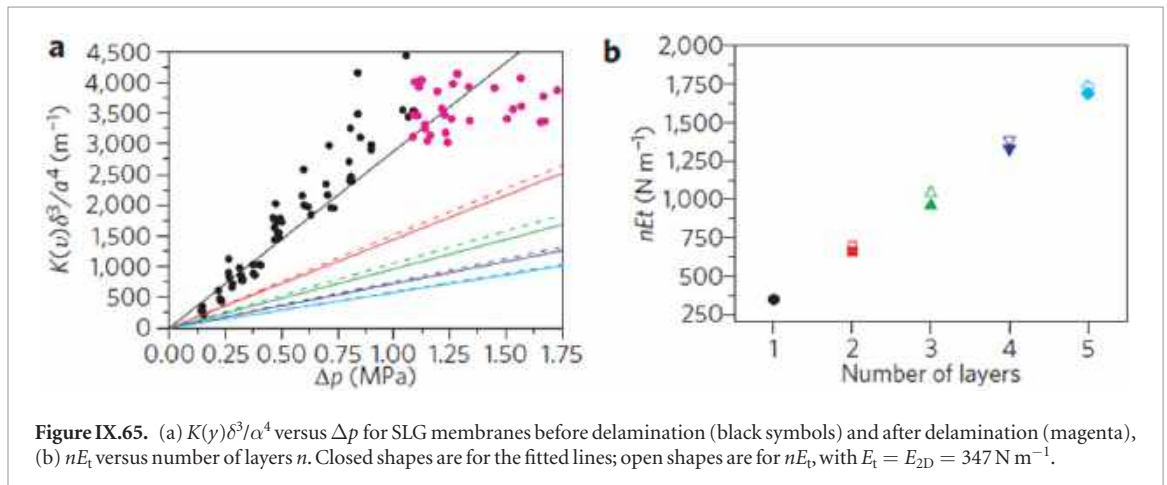 a
4,500
4,000
3,500
3,000
2,500
2,000
1,500
1,000
500
0
K(υ)δ³/a⁴ (m⁻¹)
0.00 0.25 0.50 0.75 1.00 1.25 1.50 1.75
Δp (MPa)
b
2,000
1,750
1,500
1,250
1,000
750
500
250
nEt (N m⁻¹)
1 2 3 4 5
Number of layers
Figure IX.65. (a) K(y)δ³/α⁴ versus Δp for SLG membranes before delamination (black symbols) and after delamination (magenta),
(b) nEₜ versus number of layers n. Closed shapes are for the fitted lines; open shapes are for nEₜ, with Eₜ = E₂D = 347 N m⁻¹.